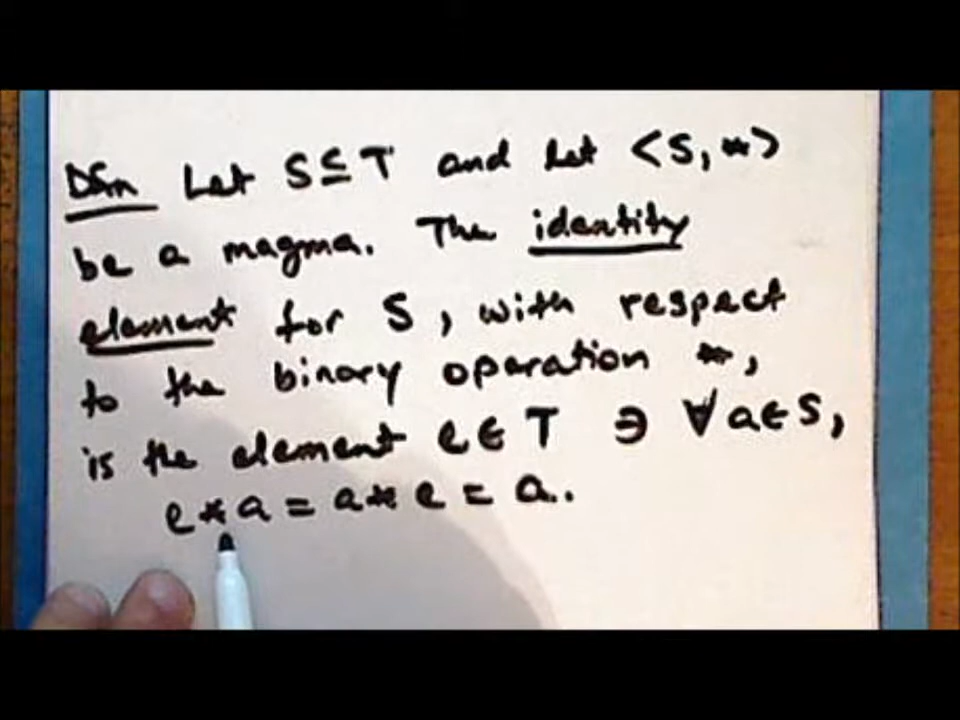 Dfn Let S ⊆ T and let <S, *>
be a magma. The identity
element for S, with respect
to the binary operation *,
is the element e ∈ T ∋ ∀ a ∈ S,
e * a = a * e = a..